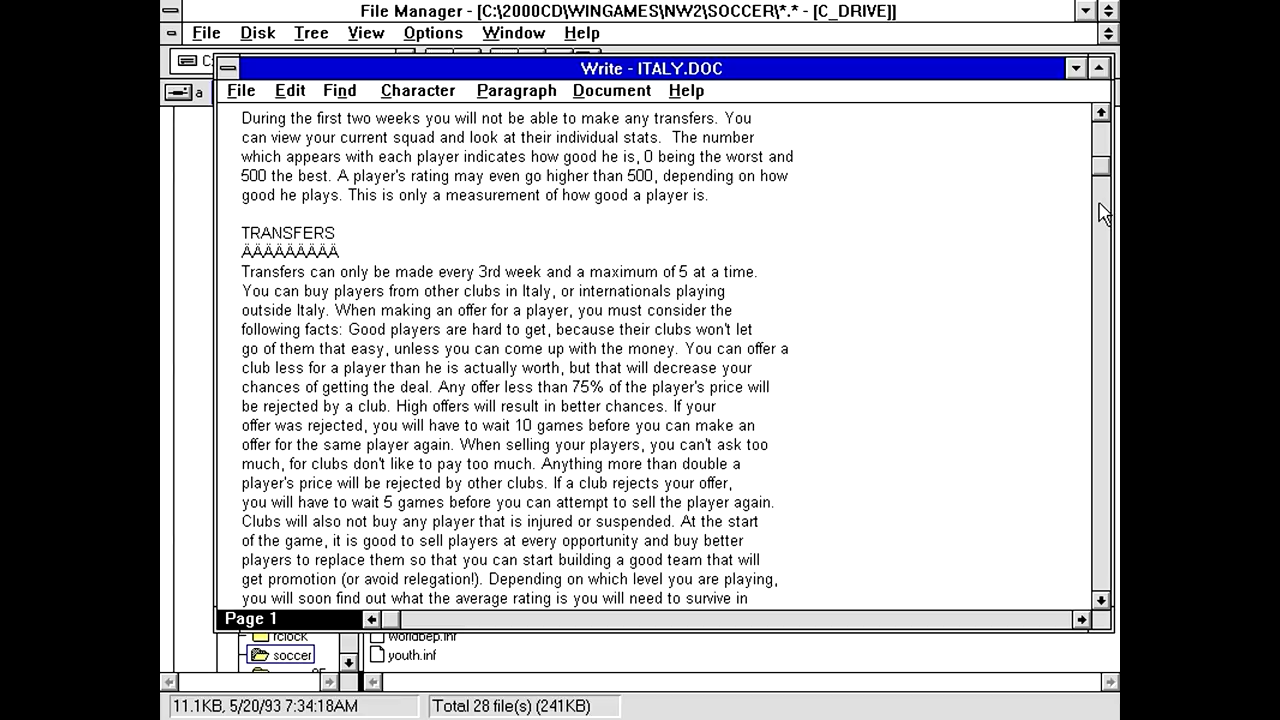 File Manager - [C:\2000CD\WINGAMES\NW2\SOCCER\*.* - [C_DRIVE]]
File Disk Tree View Options Window Help
C:
Write - ITALY.DOC
a
File Edit Find Character Paragraph Document Help
During the first two weeks you will not be able to make any transfers. You
can view your current squad and look at their individual stats.  The number
which appears with each player indicates how good he is, 0 being the worst and
500 the best. A player's rating may even go higher than 500, depending on how
good he plays. This is only a measurement of how good a player is.
TRANSFERS
ÄÄÄÄÄÄÄÄÄ
Transfers can only be made every 3rd week and a maximum of 5 at a time.
You can buy players from other clubs in Italy, or internationals playing
outside Italy. When making an offer for a player, you must consider the
following facts: Good players are hard to get, because their clubs won't let
go of them that easy, unless you can come up with the money. You can offer a
club less for a player than he is actually worth, but that will decrease your
chances of getting the deal. Any offer less than 75% of the player's price will
be rejected by a club. High offers will result in better chances. If your
offer was rejected, you will have to wait 10 games before you can make an
offer for the same player again. When selling your players, you can't ask too
much, for clubs don't like to pay too much. Anything more than double a
player's price will be rejected by other clubs. If a club rejects your offer,
you will have to wait 5 games before you can attempt to sell the player again.
Clubs will also not buy any player that is injured or suspended. At the start
of the game, it is good to sell players at every opportunity and buy better
players to replace them so that you can start building a good team that will
get promotion (or avoid relegation!). Depending on which level you are playing,
you will soon find out what the average rating is you will need to survive in
Page 1
rclock
worldbep.inf
soccer
youth.inf
11.1KB, 5/20/93 7:34:18AM
Total 28 file(s) (241KB)